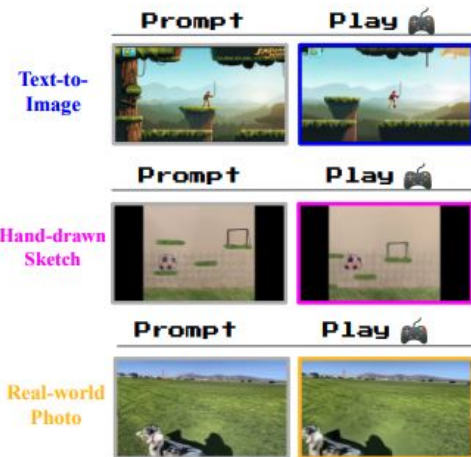 Prompt Play
Text-to-
Image
Prompt Play
Hand-drawn
Sketch
Prompt Play
Real-world
Photo